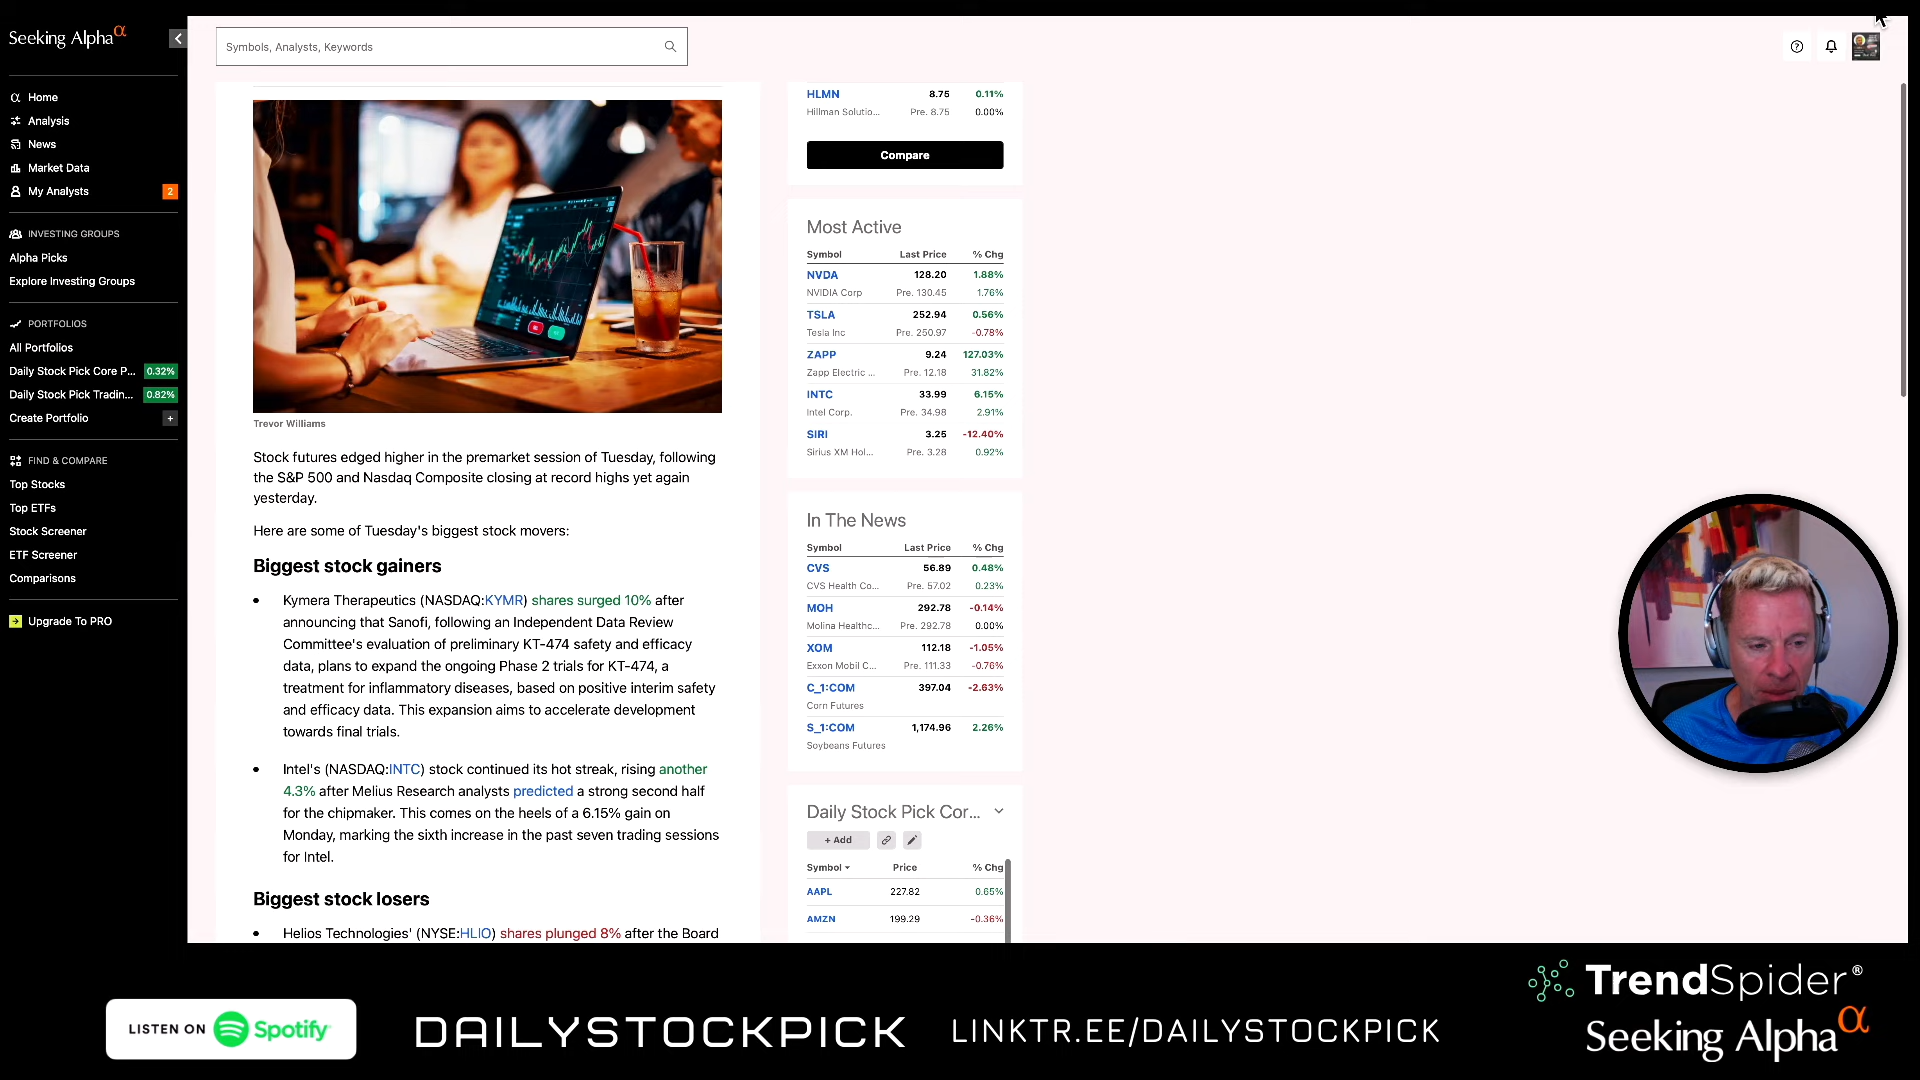 Seeking Alphaα
Home
Analysis
News
Market Data
My Analysts 2
INVESTING GROUPS
Alpha Picks
Explore Investing Groups
PORTFOLIOS
All Portfolios
Daily Stock Pick Core P... 0.32%
Daily Stock Pick Tradin... 0.82%
Create Portfolio +
FIND & COMPARE
Top Stocks
Top ETFs
Stock Screener
ETF Screener
Comparisons
Upgrade To PRO
Symbols, Analysts, Keywords
Trevor Williams
Stock futures edged higher in the premarket session of Tuesday, following
the S&P 500 and Nasdaq Composite closing at record highs yet again
yesterday.
Here are some of Tuesday's biggest stock movers:
Biggest stock gainers
• Kymera Therapeutics (NASDAQ:KYMR) shares surged 10% after
announcing that Sanofi, following an Independent Data Review
Committee's evaluation of preliminary KT-474 safety and efficacy
data, plans to expand the ongoing Phase 2 trials for KT-474, a
treatment for inflammatory diseases, based on positive interim safety
and efficacy data. This expansion aims to accelerate development
towards final trials.
• Intel's (NASDAQ:INTC) stock continued its hot streak, rising another
4.3% after Melius Research analysts predicted a strong second half
for the chipmaker. This comes on the heels of a 6.15% gain on
Monday, marking the sixth increase in the past seven trading sessions
for Intel.
Biggest stock losers
• Helios Technologies' (NYSE:HLIO) shares plunged 8% after the Board
HLMN 8.75 0.11%
Hillman Solutio... Pre. 8.75 0.00%
Compare
Most Active
Symbol Last Price % Chg
NVDA 128.20 1.88%
NVIDIA Corp Pre. 130.45 1.76%
TSLA 252.94 0.56%
Tesla Inc Pre. 250.97 -0.78%
ZAPP 9.24 127.03%
Zapp Electric ... Pre. 12.18 31.82%
INTC 33.99 6.15%
Intel Corp. Pre. 34.98 2.91%
SIRI 3.25 -12.40%
Sirius XM Hol... Pre. 3.28 0.92%
In The News
Symbol Last Price % Chg
CVS 56.89 0.48%
CVS Health Co... Pre. 57.02 0.23%
MOH 292.78 -0.14%
Molina Healthc... Pre. 292.78 0.00%
XOM 112.18 -1.05%
Exxon Mobil C... Pre. 111.33 -0.76%
C_1:COM 397.04 -2.63%
Corn Futures
S_1:COM 1,174.96 2.26%
Soybeans Futures
Daily Stock Pick Cor...
+ Add
Symbol Price % Chg
AAPL 227.82 0.65%
AMZN 199.29 -0.36%
LISTEN ON Spotify
DAILYSTOCKPICK
LINKTR.EE/DAILYSTOCKPICK
TrendSpider®
Seeking Alphaα